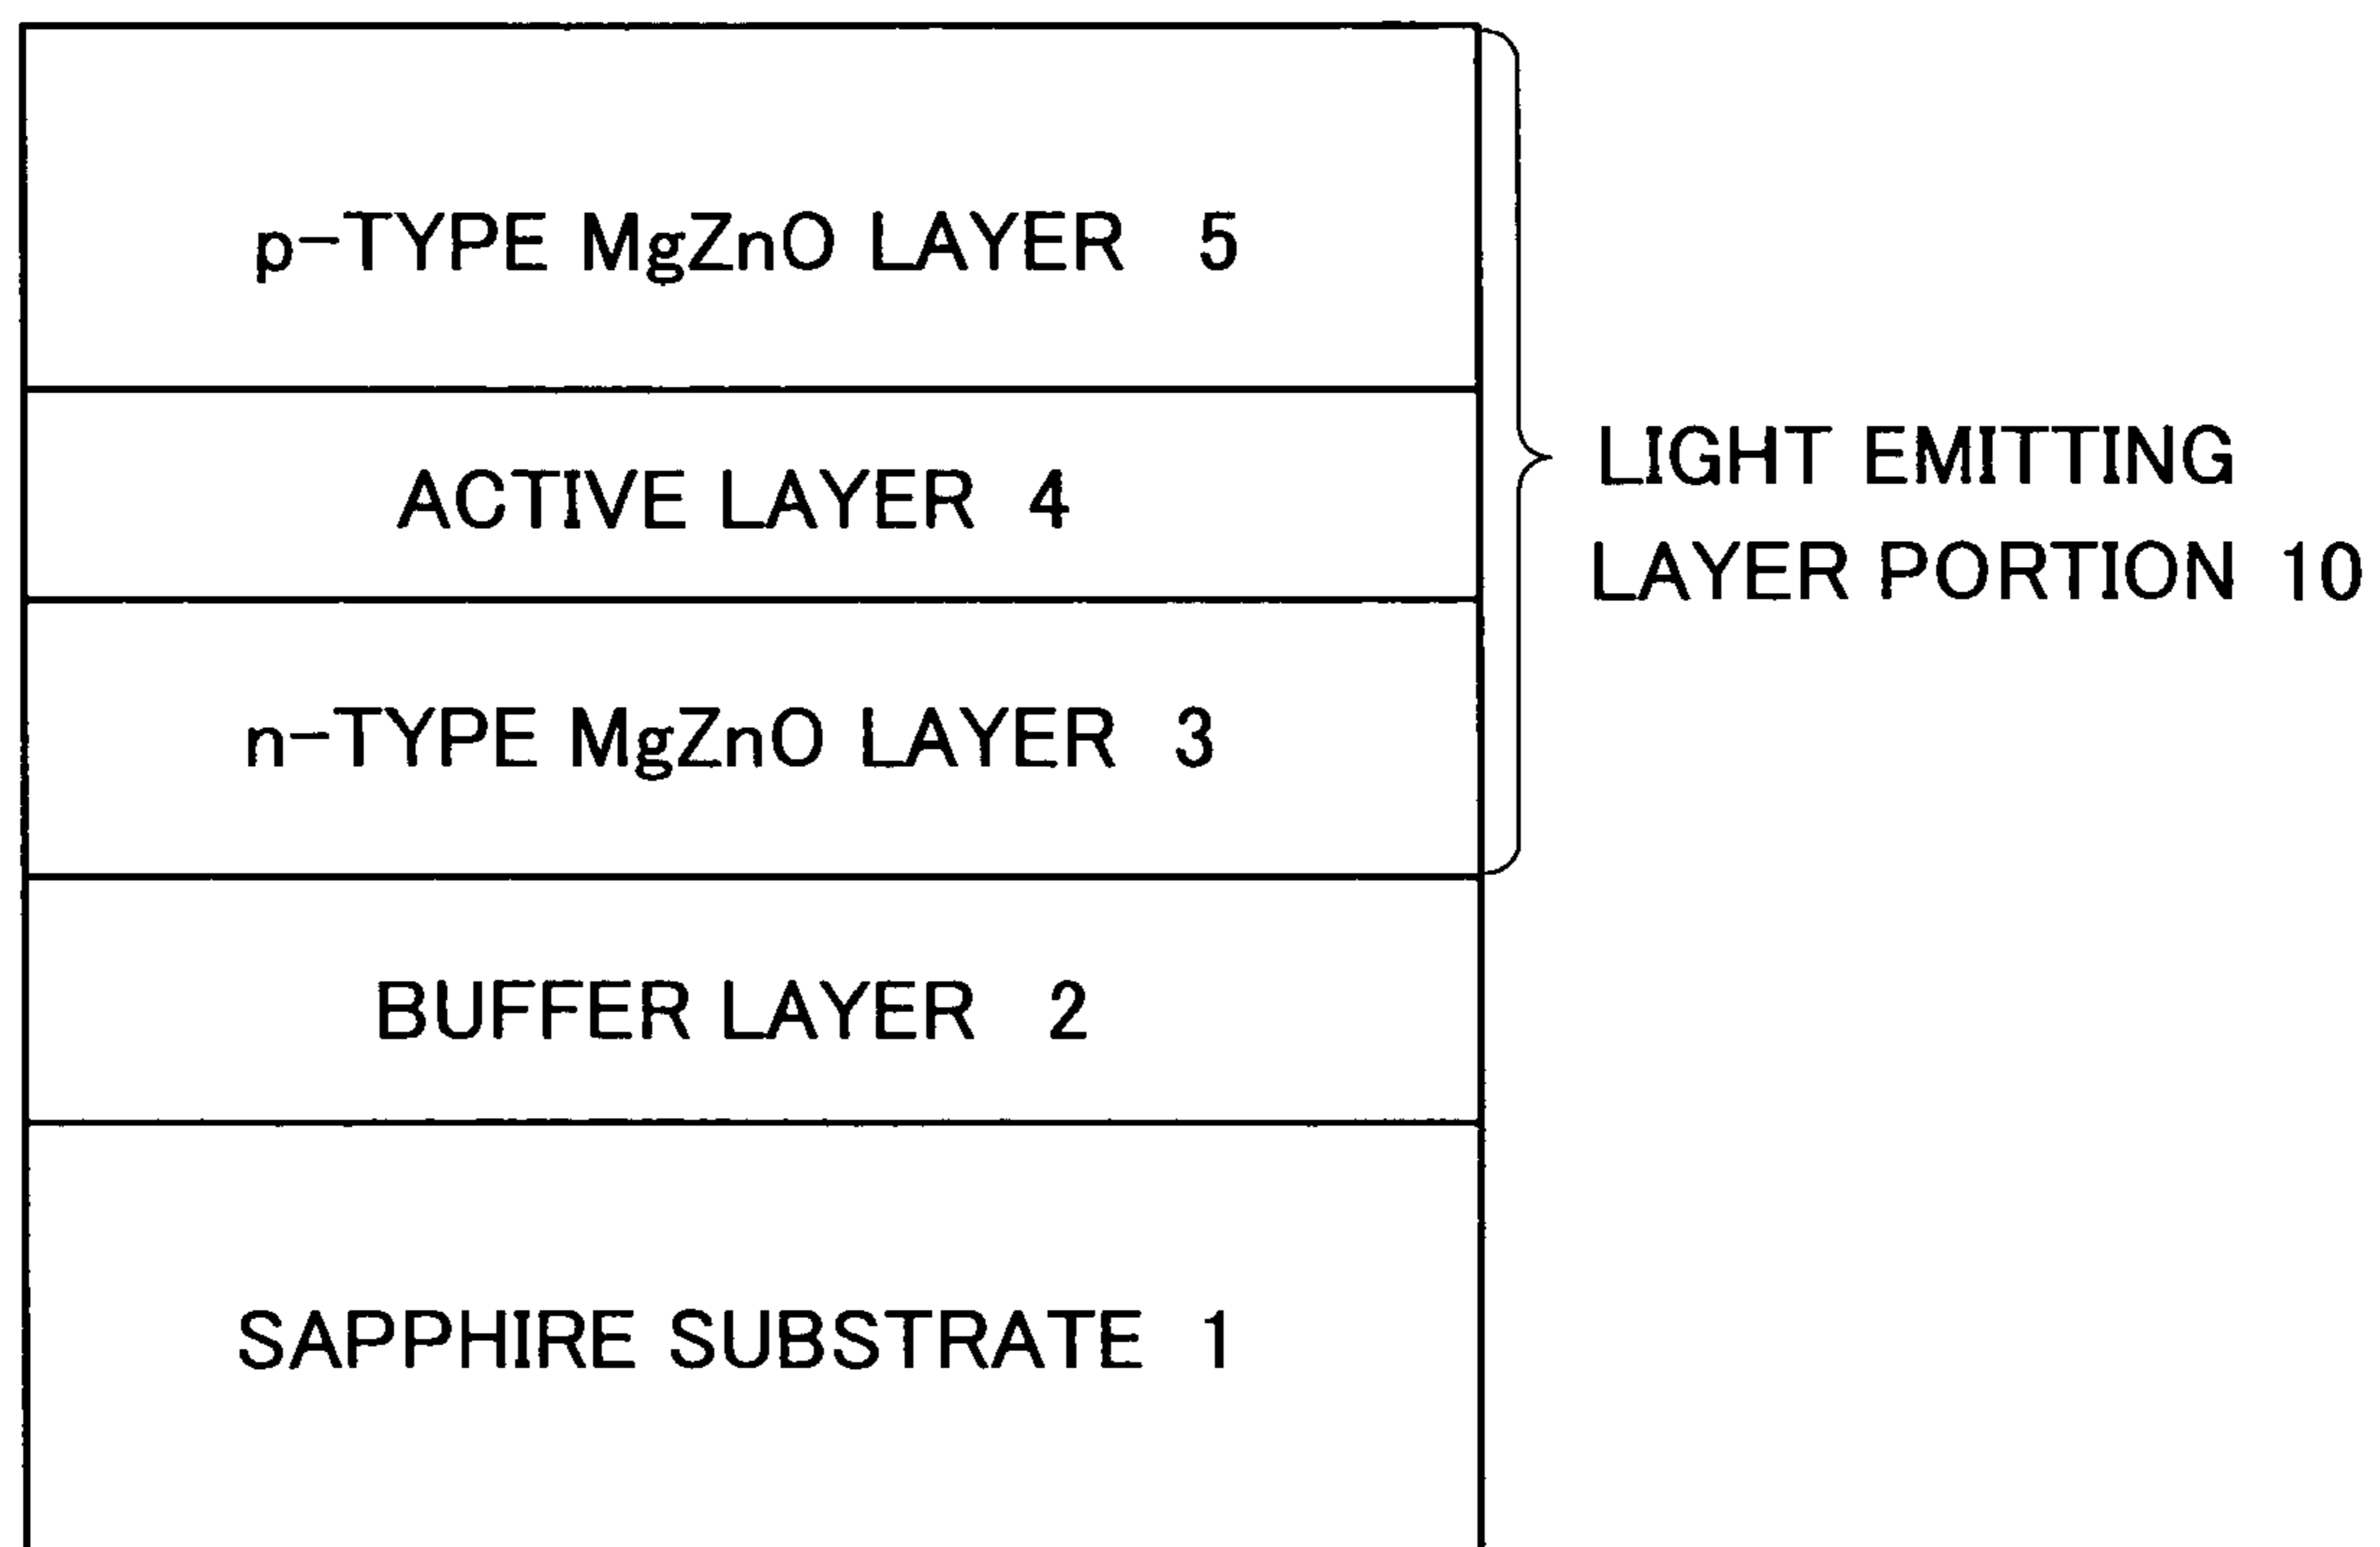 p-TYPE MgZnO LAYER 5
ACTIVE LAYER 4
LIGHT EMITTING
LAYER PORTION 10
n-TYPE MgZnO LAYER 3
BUFFER LAYER 2
SAPPHIRE SUBSTRATE 1